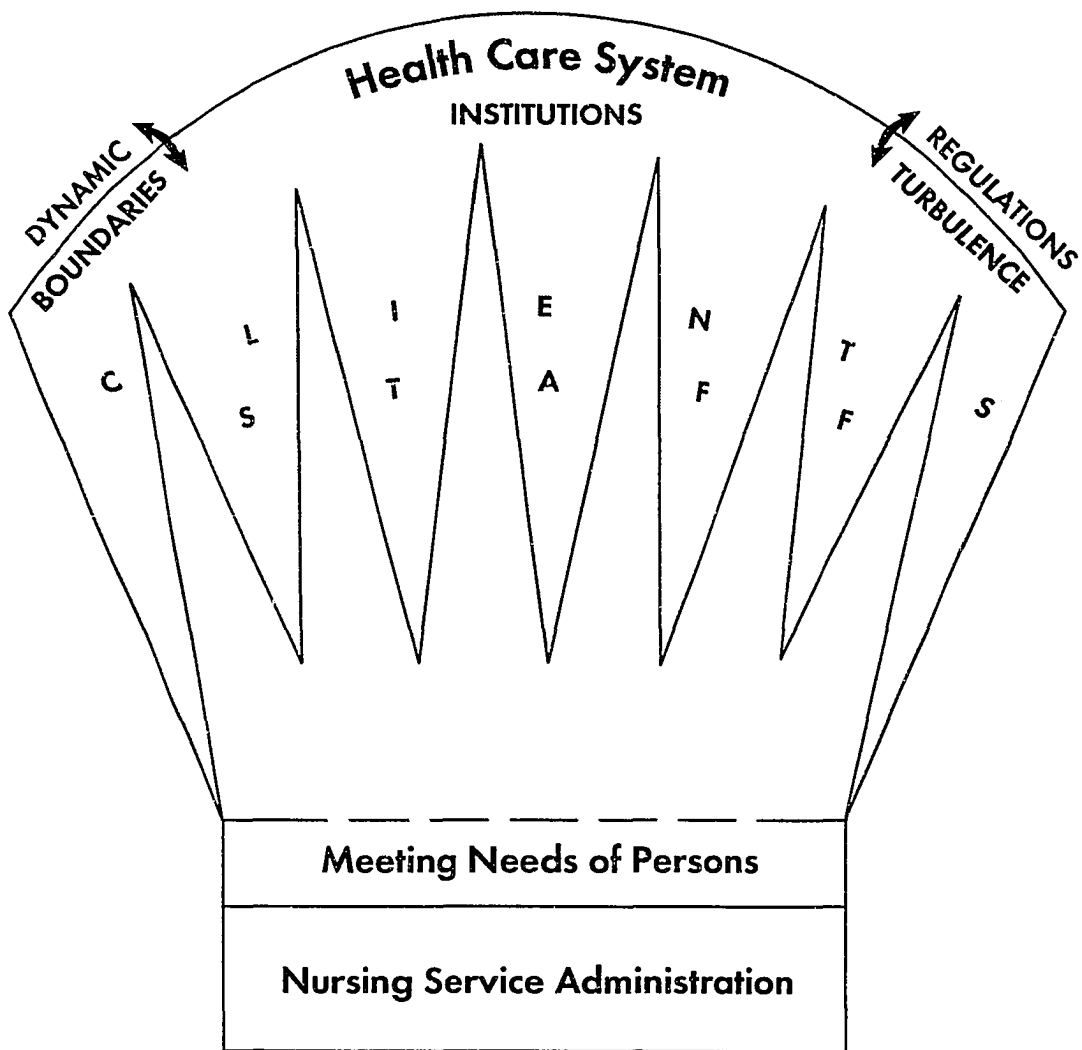 Health Care System
INSTITUTIONS
DYNAMIC
BOUNDARIES
REGULATIONS
TURBULENCE
C L I E N T S
S T A F F
Meeting Needs of Persons
Nursing Service Administration